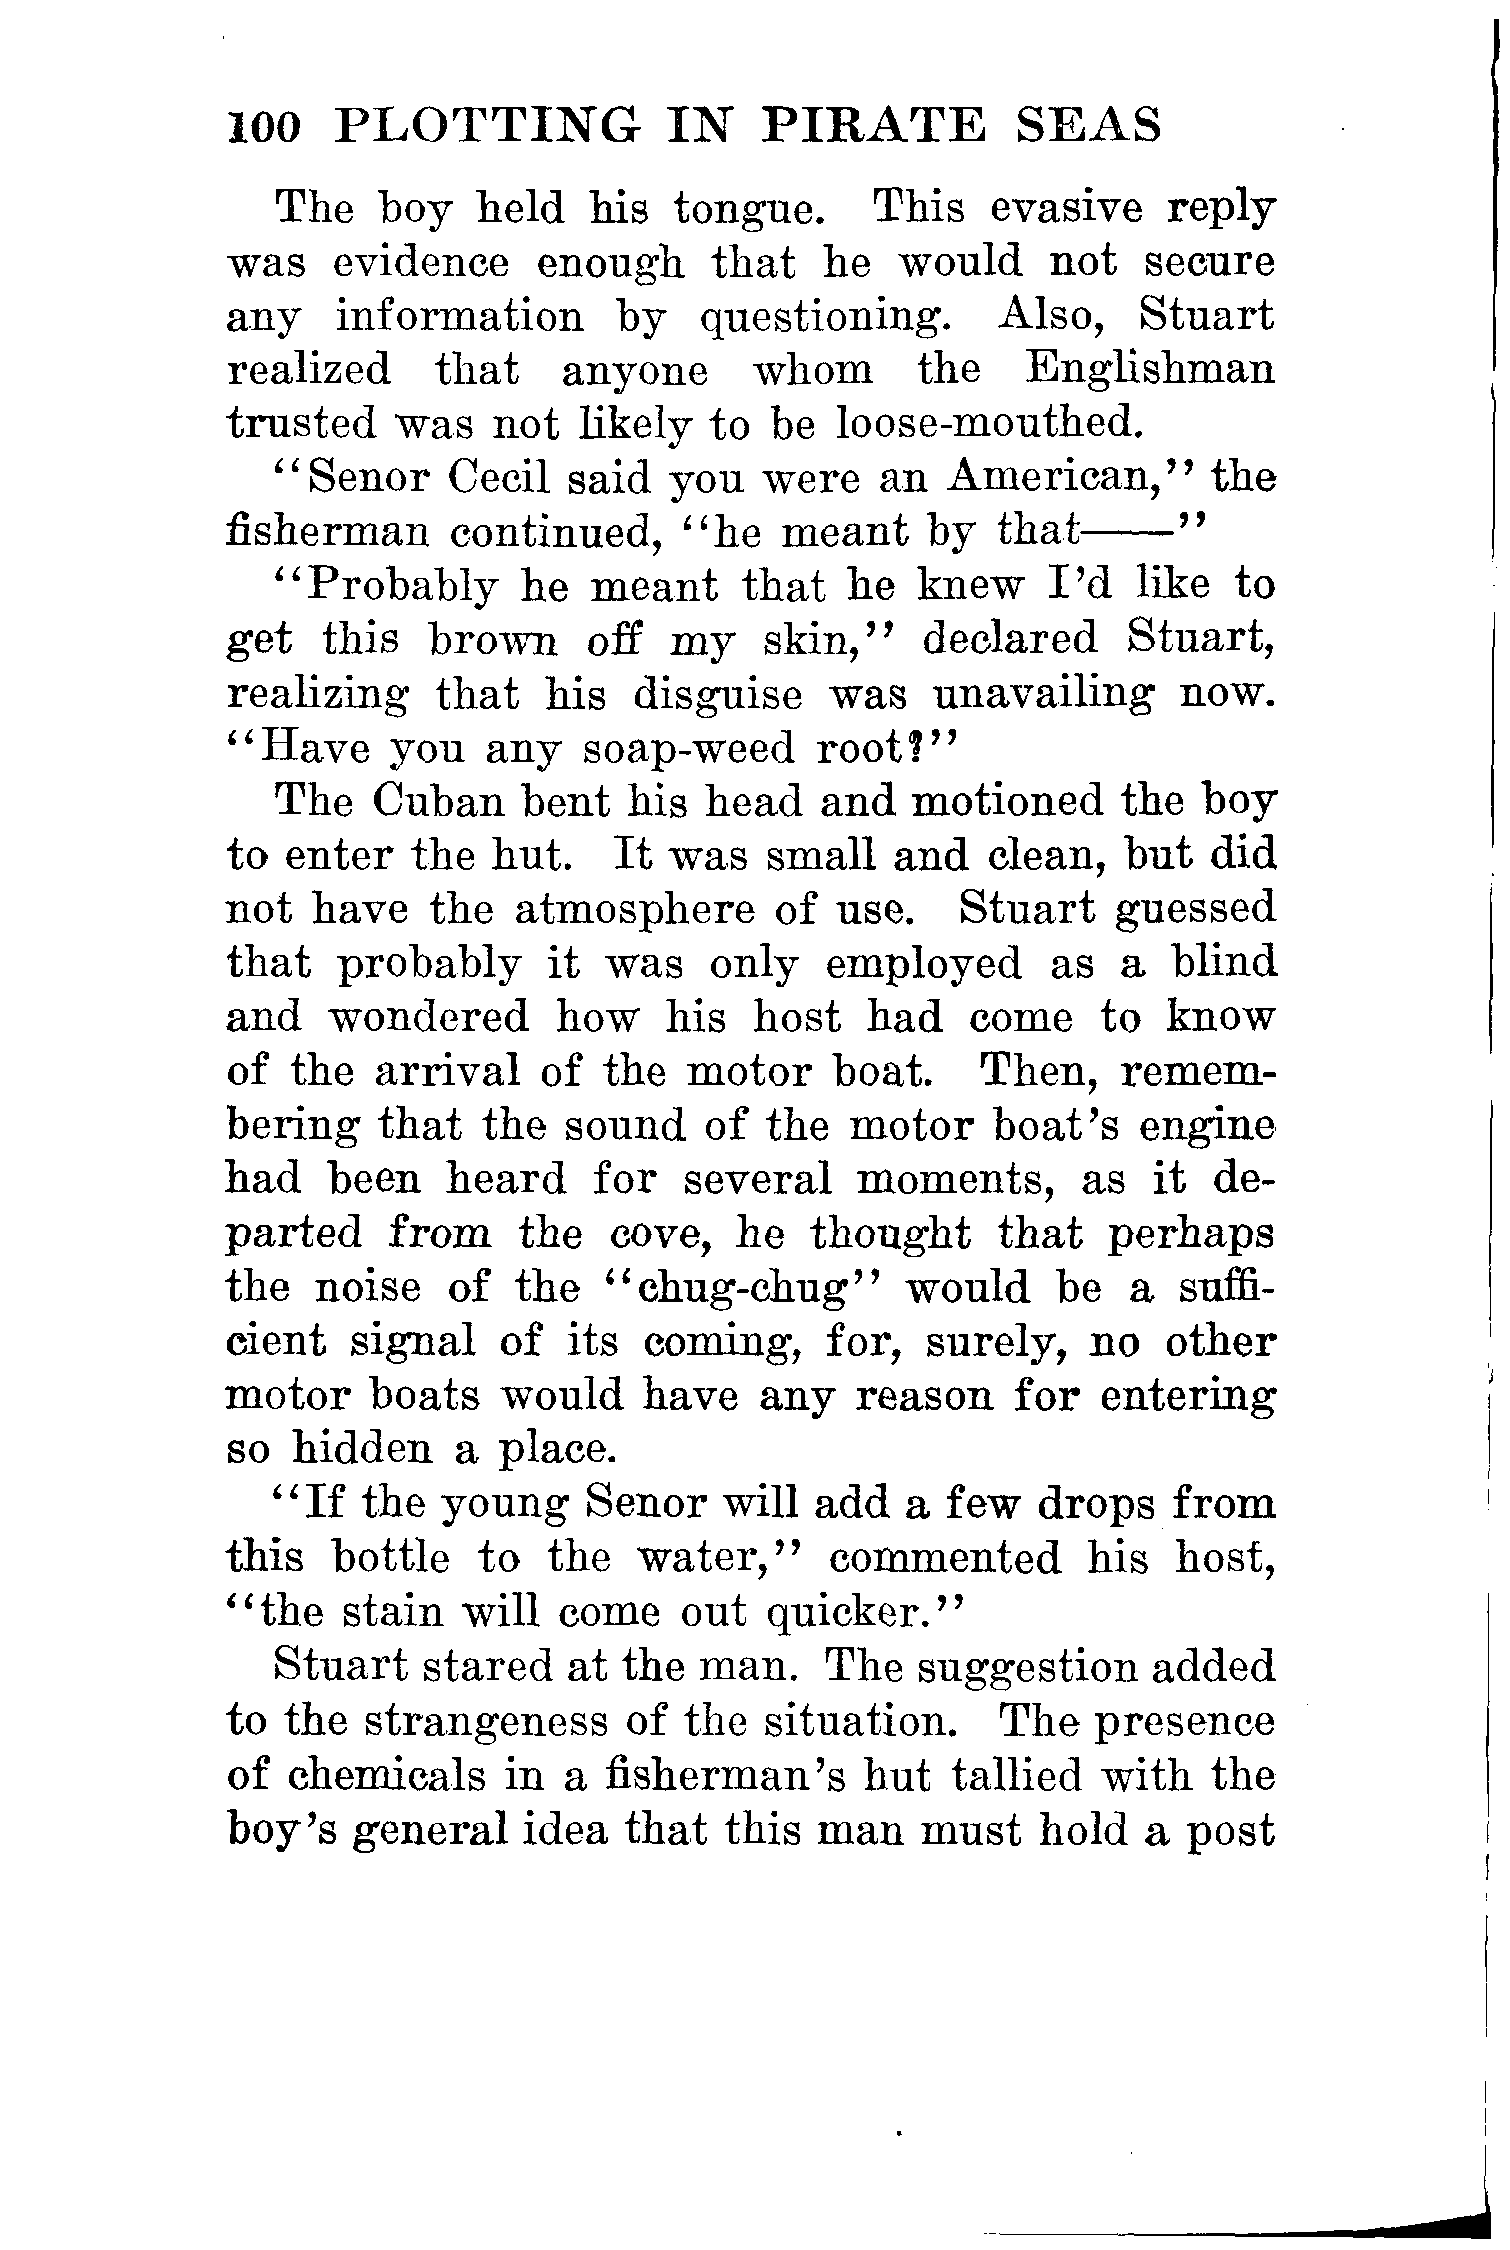 100 PLOTTING IN PIRATE SEAS
The boy held his tongue. This evasive reply
was evidence enough that he would not secure
any information by questioning. Also, Stuart
realized that anyone whom the Englishman
trusted was not likely to be loose-mouthed.
“Senor Cecil said you were an American,” the
fisherman continued, “he meant by that——”
“Probably he meant that he knew I’d like to
get this brown off my skin,” declared Stuart,
realizing that his disguise was unavailing now.
“Have you any soap-weed root?”
The Cuban bent his head and motioned the boy
to enter the hut. It was small and clean, but did
not have the atmosphere of use. Stuart guessed
that probably it was only employed as a blind
and wondered how his host had come to know
of the arrival of the motor boat. Then, remem-
bering that the sound of the motor boat’s engine
had been heard for several moments, as it de-
parted from the cove, he thought that perhaps
the noise of the “chug-chug” would be a suffi-
cient signal of its coming, for, surely, no other
motor boats would have any reason for entering
so hidden a place.
“If the young Senor will add a few drops from
this bottle to the water,” commented his host,
“the stain will come out quicker.”
Stuart stared at the man. The suggestion added
to the strangeness of the situation. The presence
of chemicals in a fisherman’s hut tallied with the
boy’s general idea that this man must hold a post